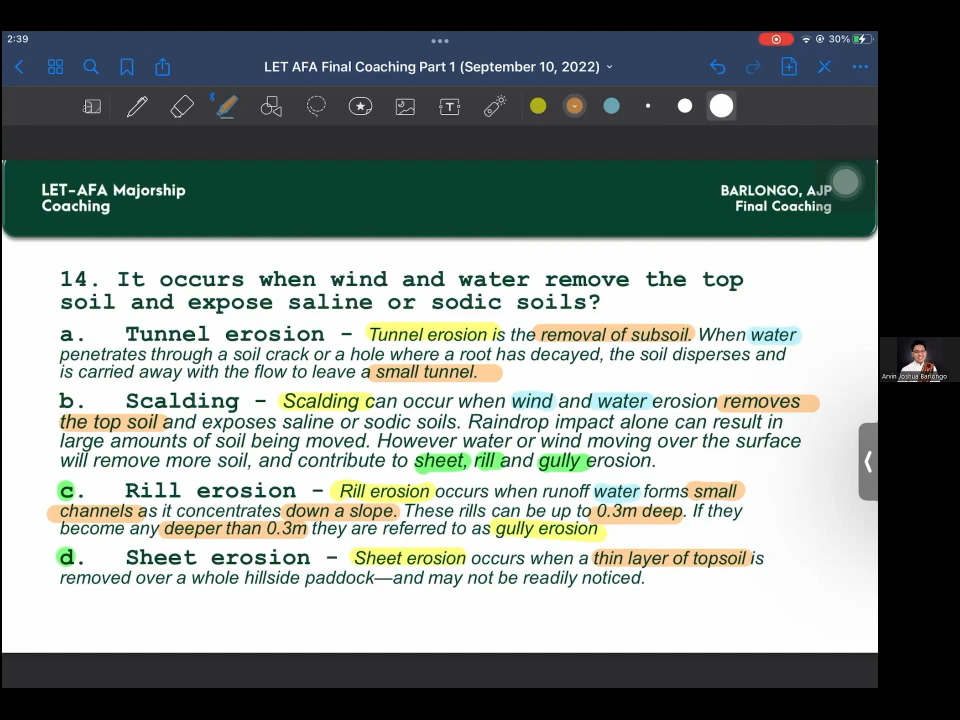 2:39
30%
LET AFA Final Coaching Part 1 (September 10, 2022)
LET-AFA Majorship
Coaching
BARLONGO, AJP
Final Coaching
14. It occurs when wind and water remove the top
soil and expose saline or sodic soils?
a. Tunnel erosion - Tunnel erosion is the removal of subsoil. When water
penetrates through a soil crack or a hole where a root has decayed, the soil disperses and
is carried away with the flow to leave a small tunnel.
b. Scalding - Scalding can occur when wind and water erosion removes
the top soil and exposes saline or sodic soils. Raindrop impact alone can result in
large amounts of soil being moved. However water or wind moving over the surface
will remove more soil, and contribute to sheet, rill and gully erosion.
c. Rill erosion - Rill erosion occurs when runoff water forms small
channels as it concentrates down a slope. These rills can be up to 0.3m deep. If they
become any deeper than 0.3m they are referred to as gully erosion
d. Sheet erosion - Sheet erosion occurs when a thin layer of topsoil is
removed over a whole hillside paddock—and may not be readily noticed.
Arvin Joshua Barlongo